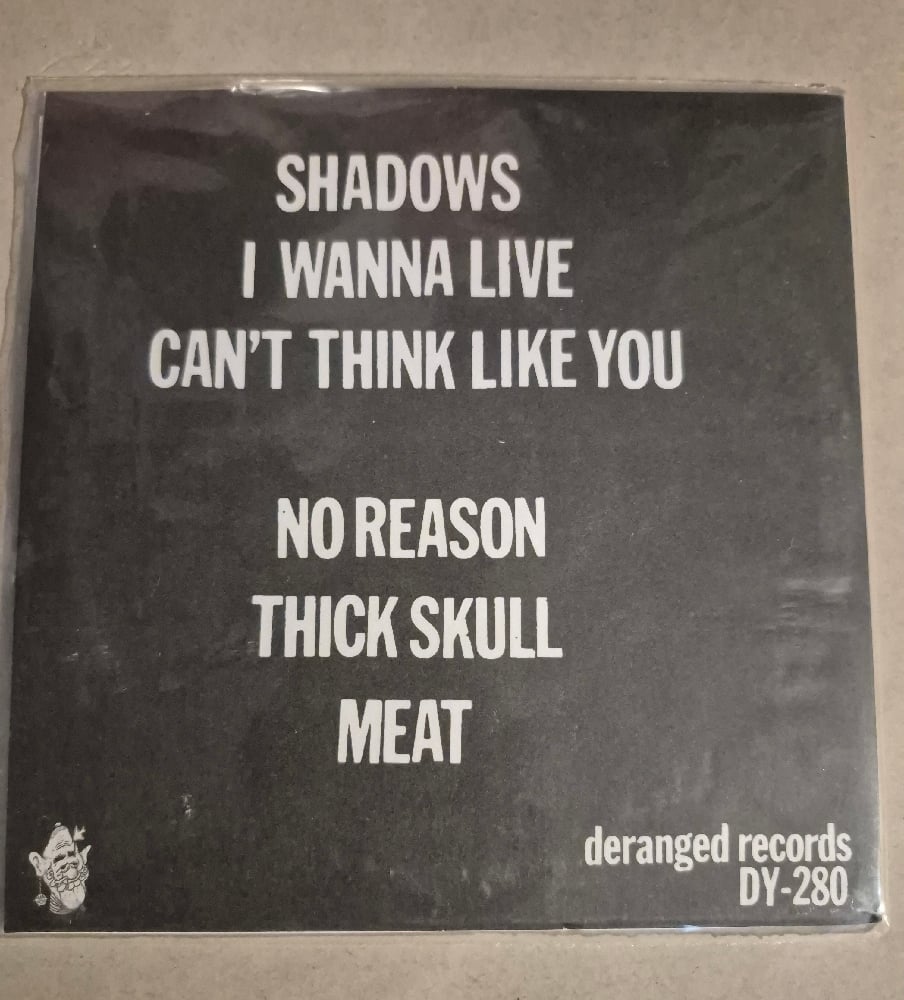 SHADOWS
I WANNA LIVE
CAN'T THINK LIKE YOU
NO REASON
THICK SKULL
MEAT
deranged records
DY-280